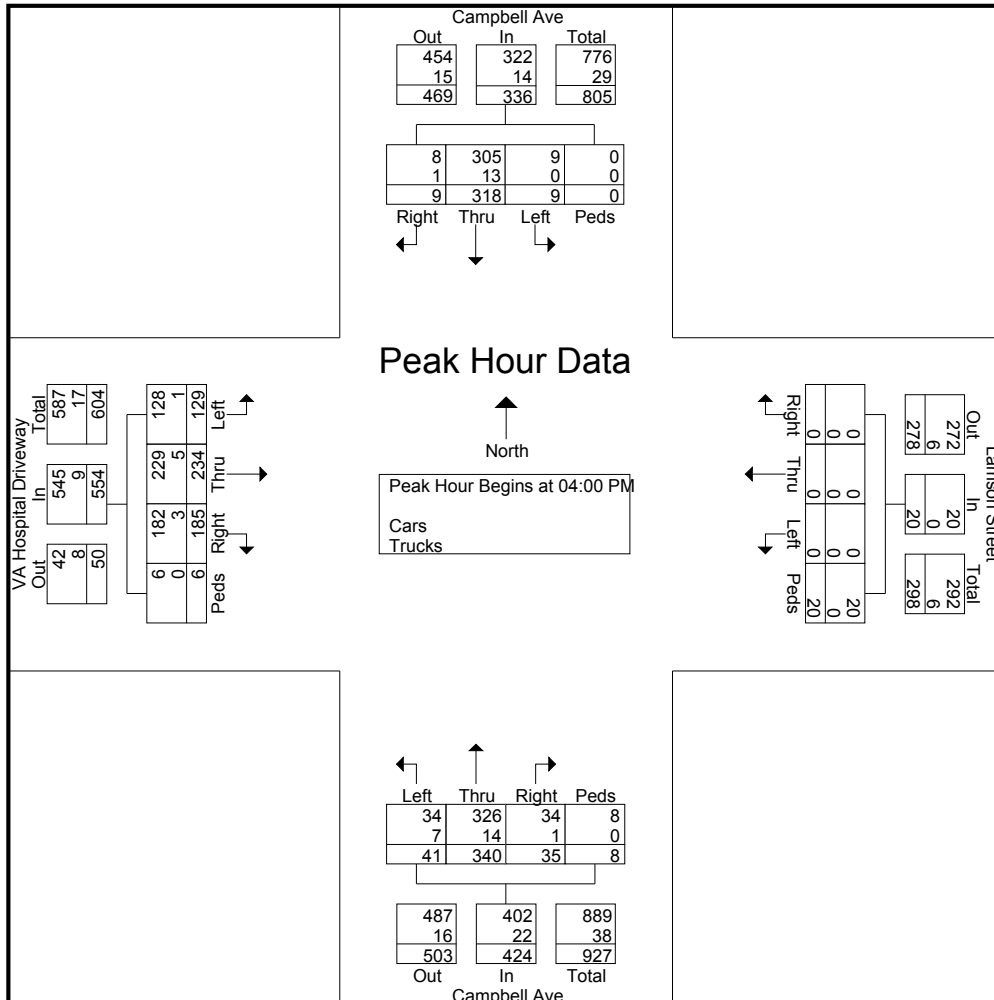 Campbell Ave
Out In Total
454 322 776
15 14 29
469 336 805
8 305 9 0
1 13 0 0
9 318 9 0
Right Thru Left Peds
Peak Hour Data
North
Peak Hour Begins at 04:00 PM
Cars
Trucks
VA Hospital Driveway
Total In Out
587 545 42
17 9 8
604 554 50
128 229 182 6
1 5 3 0
129 234 185 6
Left Thru Right Peds
Right Thru Left Peds
0 0 0 20
0 0 0 0
0 0 0 20
Out In Total
272 20 292
6 0 6
278 20 298
Lamson Street
Left Thru Right Peds
34 326 34 8
7 14 1 0
41 340 35 8
487 402 889
16 22 38
503 424 927
Out In Total
Campbell Ave